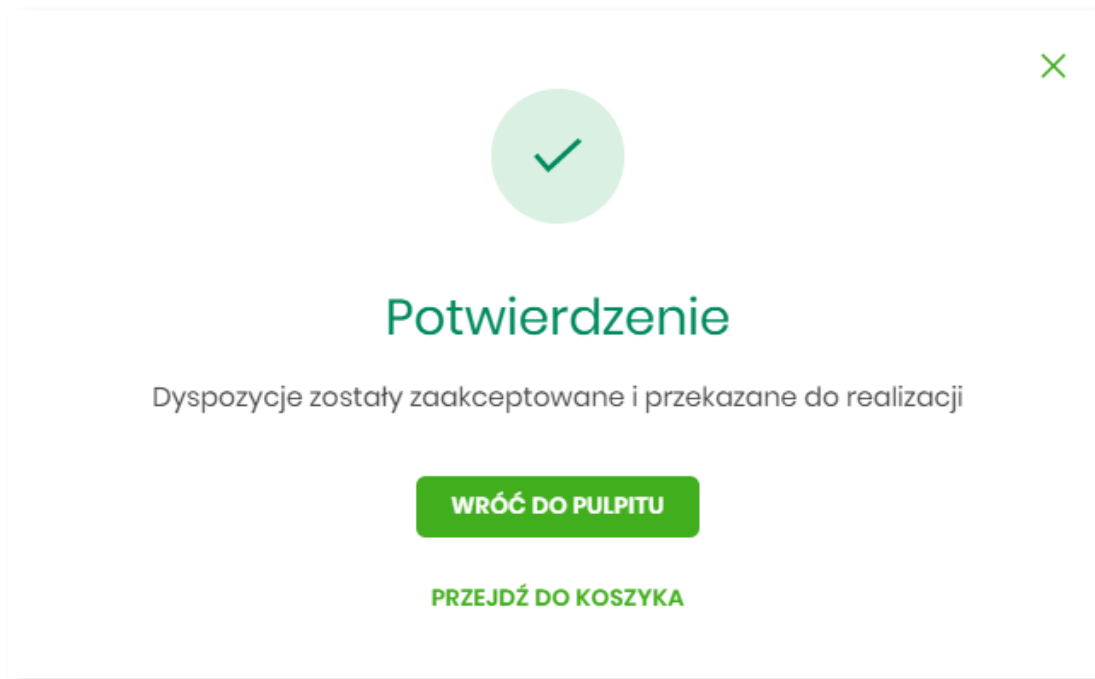 Potwierdzenie
Dyspozycje zostały zaakceptowane i przekazane do realizacji
WRÓĆ DO PULPITU
PRZEJDŹ DO KOSZYKA